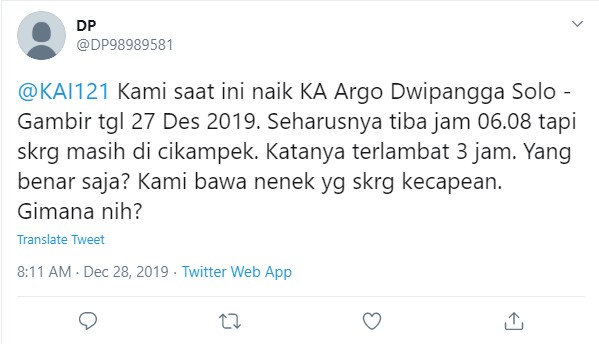 DP
@DP98989581
@KAI121 Kami saat ini naik KA Argo Dwipangga Solo -
Gambir tgl 27 Des 2019. Seharusnya tiba jam 06.08 tapi
skrg masih di cikampek. Katanya terlambat 3 jam. Yang
benar saja? Kami bawa nenek yg skrg kecapean.
Gimana nih?
Translate Tweet
8:11 AM · Dec 28, 2019 · Twitter Web App